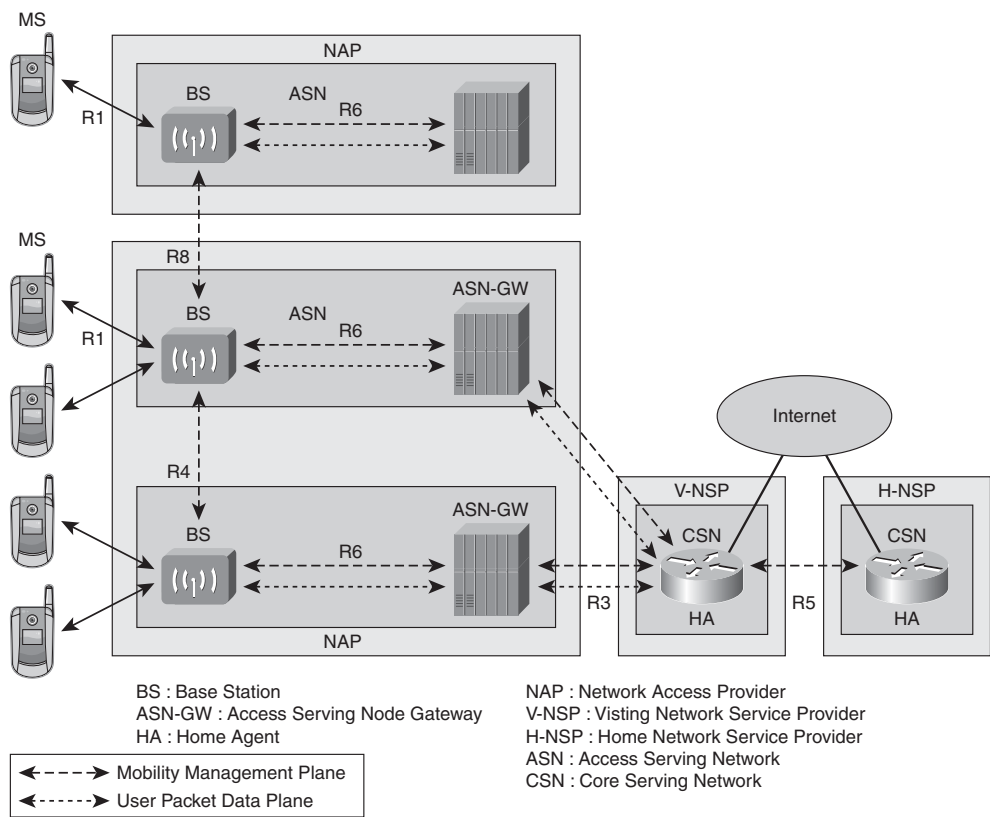 MS
NAP
BS
ASN
R6
R1
MS
R8
ASN-GW
BS
ASN
R6
R1
Internet
R4
V-NSP
H-NSP
ASN-GW
BS
CSN
CSN
R6
R3
R5
HA
HA
NAP
BS : Base Station
ASN-GW : Access Serving Node Gateway
HA : Home Agent
NAP : Network Access Provider
V-NSP : Visting Network Service Provider
H-NSP : Home Network Service Provider
ASN : Access Serving Network
CSN : Core Serving Network
Mobility Management Plane
User Packet Data Plane